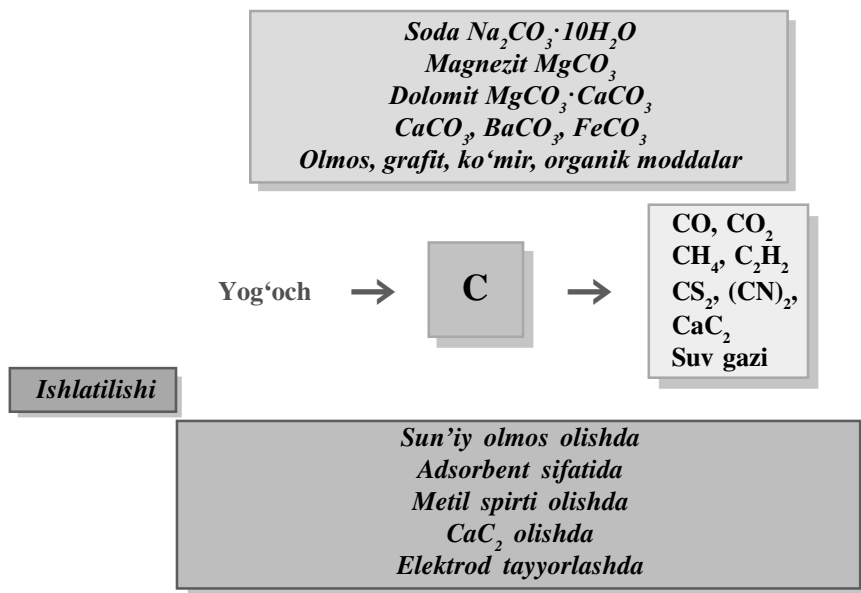 Soda Na₂CO₃·10H₂O
Magnezit MgCO₃
Dolomit MgCO₃·CaCO₃
CaCO₃, BaCO₃, FeCO₃
Olmos, grafit, ko‘mir, organik moddalar
Yog‘och → C →
CO, CO₂
CH₄, C₂H₂
CS₂, (CN)₂,
CaC₂
Suv gazi
Ishlatilishi
Sun’iy olmos olishda
Adsorbent sifatida
Metil spirti olishda
CaC₂ olishda
Elektrod tayyorlashda